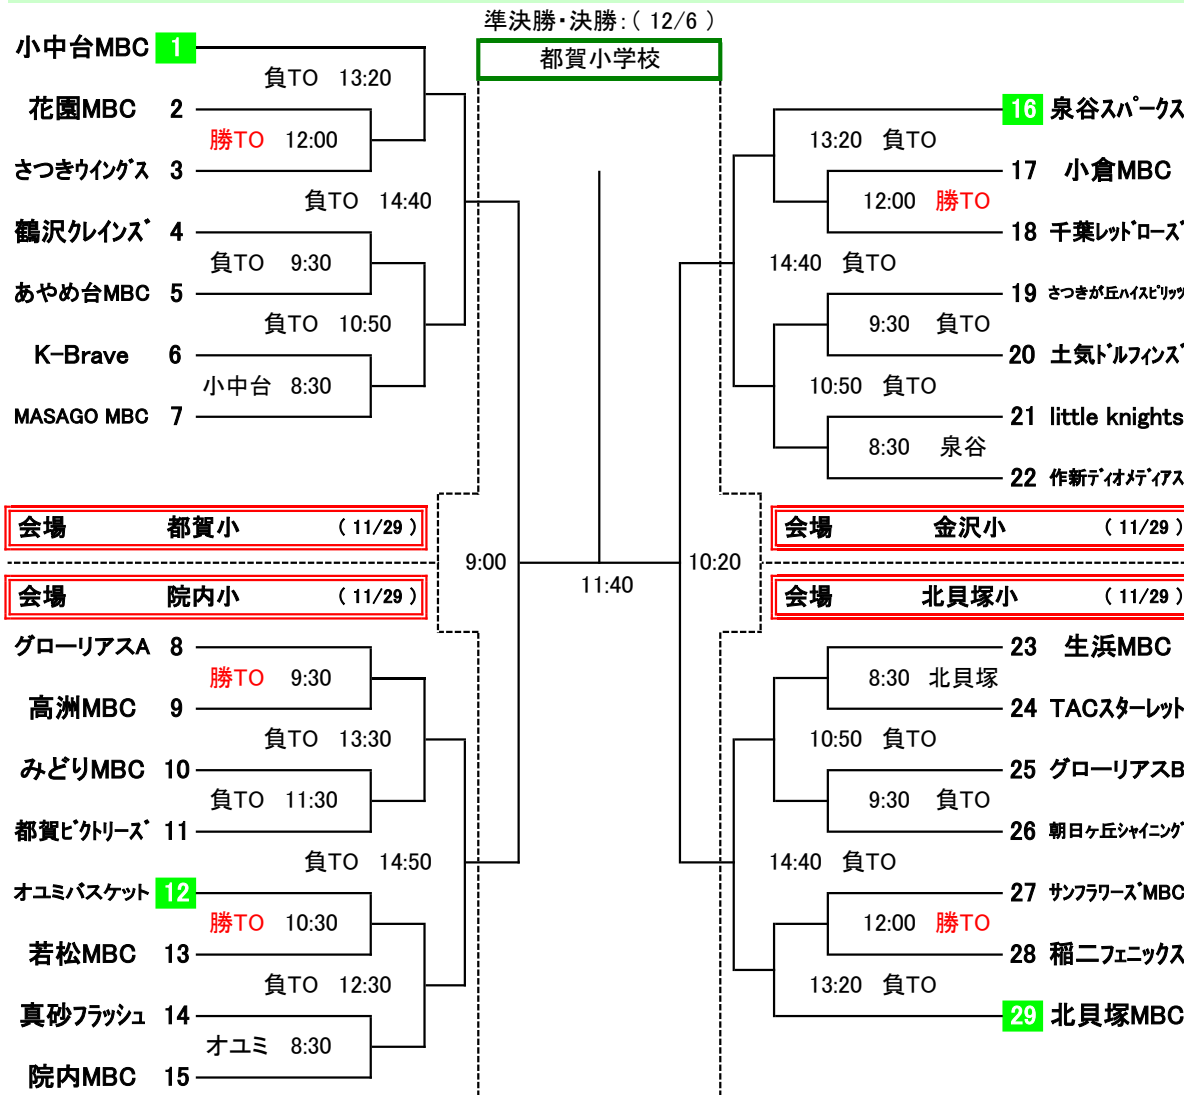 準決勝・決勝：( 12/6 )
都賀小学校
小中台MBC 1
負TO 13:20
花園MBC 2
勝TO 12:00
さつきウイングス 3
負TO 14:40
鶴沢クレインズ 4
負TO 9:30
あやめ台MBC 5
負TO 10:50
K-Brave 6
小中台 8:30
MASAGO MBC 7
会場 都賀小 ( 11/29 )
16 泉谷スパークス
13:20 負TO
17 小倉MBC
12:00 勝TO
18 千葉レッドローズ
14:40 負TO
19 さつきが丘ハイスピリッツ
9:30 負TO
20 土気ドルフィンズ
10:50 負TO
21 little knights
8:30 泉谷
22 作新ディオメディアス
会場 金沢小 ( 11/29 )
9:00
11:40
10:20
会場 院内小 ( 11/29 )
グローリアスA 8
勝TO 9:30
高洲MBC 9
負TO 13:30
みどりMBC 10
負TO 11:30
都賀ビクトリーズ 11
負TO 14:50
オユミバスケット 12
勝TO 10:30
若松MBC 13
負TO 12:30
真砂フラッシュ 14
オユミ 8:30
院内MBC 15
会場 北貝塚小 ( 11/29 )
23 生浜MBC
8:30 北貝塚
24 TACスターレット
10:50 負TO
25 グローリアスB
9:30 負TO
26 朝日ヶ丘シャイニング
14:40 負TO
27 サンフラワーズMBC
12:00 勝TO
28 稲二フェニックス
13:20 負TO
29 北貝塚MBC